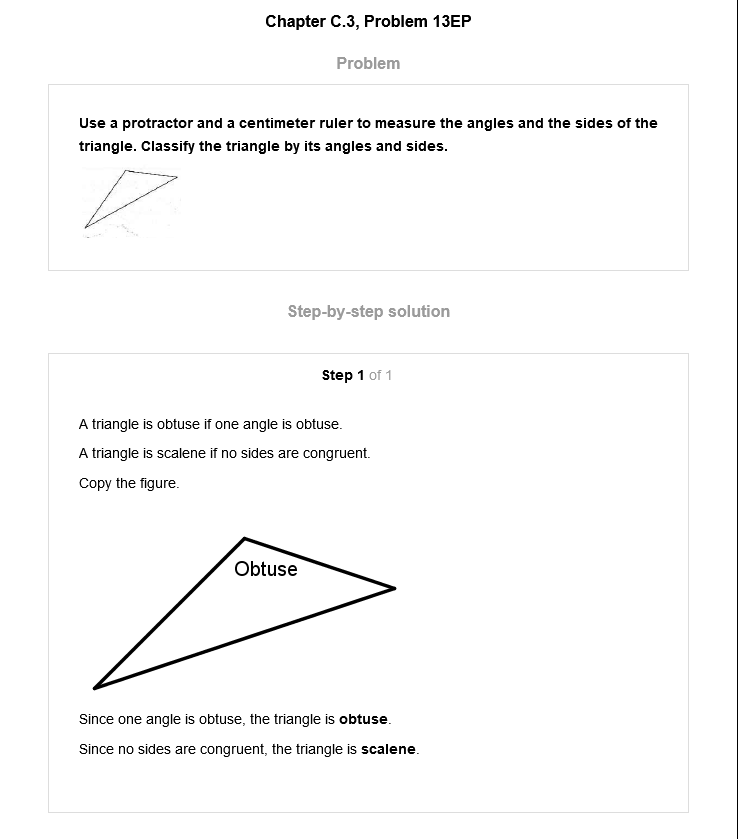 Chapter C.3, Problem 13EP
Problem
Use a protractor and a centimeter ruler to measure the angles and the sides of the
triangle. Classify the triangle by its angles and sides.
Step-by-step solution
Step 1 of 1
A triangle is obtuse if one angle is obtuse.
A triangle is scalene if no sides are congruent.
Copy the figure.
Obtuse
Since one angle is obtuse, the triangle is obtuse.
Since no sides are congruent, the triangle is scalene.